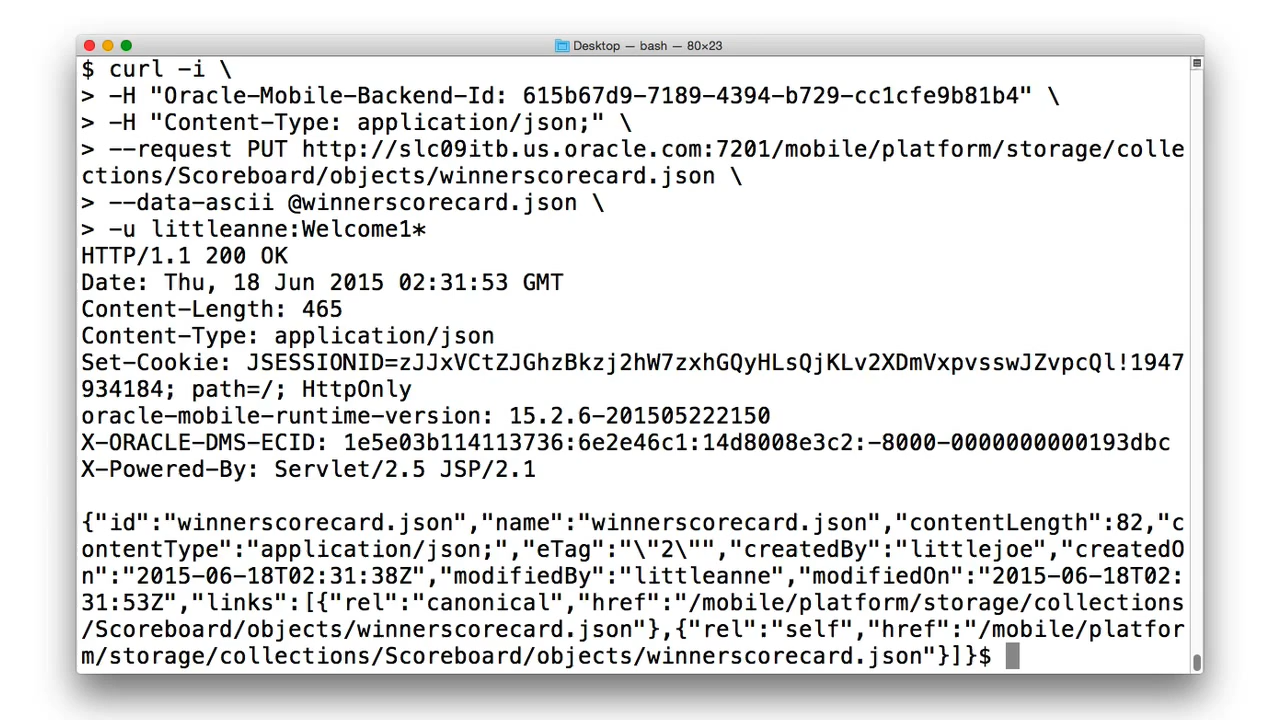 Desktop — bash — 80×23
$ curl -i \
> -H "Oracle-Mobile-Backend-Id: 615b67d9-7189-4394-b729-cc1cfe9b81b4" \
> -H "Content-Type: application/json;" \
> --request PUT http://slc09itb.us.oracle.com:7201/mobile/platform/storage/colle
ctions/Scoreboard/objects/winnerscorecard.json \
> --data-ascii @winnerscorecard.json \
> -u littleanne:Welcome1*
HTTP/1.1 200 OK
Date: Thu, 18 Jun 2015 02:31:53 GMT
Content-Length: 465
Content-Type: application/json
Set-Cookie: JSESSIONID=zJJxVCtZJGhzBkzj2hW7zxhGQyHLsQjKLv2XDmVxpvsswJZvpcQl!1947
934184; path=/; HttpOnly
oracle-mobile-runtime-version: 15.2.6-201505222150
X-ORACLE-DMS-ECID: 1e5e03b114113736:6e2e46c1:14d8008e3c2:-8000-0000000000193dbc
X-Powered-By: Servlet/2.5 JSP/2.1
{"id":"winnerscorecard.json","name":"winnerscorecard.json","contentLength":82,"c
ontentType":"application/json;","eTag":"\"2\"","createdBy":"littlejoe","createdO
n":"2015-06-18T02:31:38Z","modifiedBy":"littleanne","modifiedOn":"2015-06-18T02:
31:53Z","links":[{"rel":"canonical","href":"/mobile/platform/storage/collections
/Scoreboard/objects/winnerscorecard.json"},{"rel":"self","href":"/mobile/platfor
m/storage/collections/Scoreboard/objects/winnerscorecard.json"}]}$